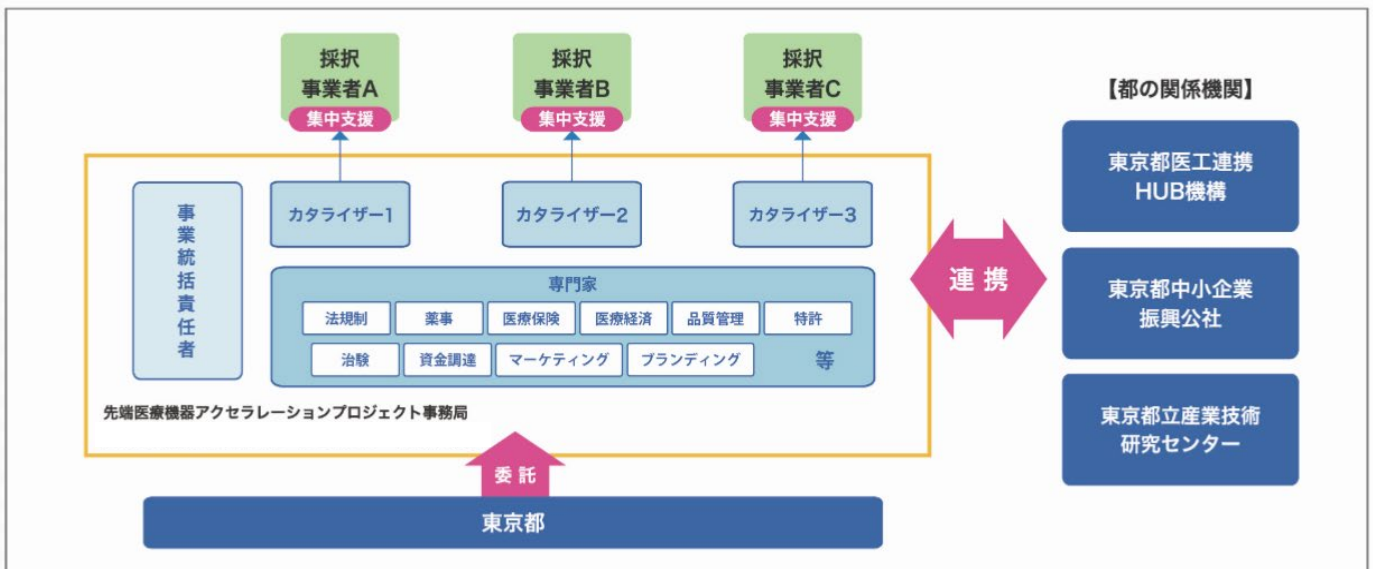 採択
事業者A
集中支援
採択
事業者B
集中支援
採択
事業者C
集中支援
事業統括責任者
カタライザー1
カタライザー2
カタライザー3
専門家
法規制
薬事
医療保険
医療経済
品質管理
特許
治験
資金調達
マーケティング
ブランディング
等
先端医療機器アクセラレーションプロジェクト事務局
委託
東京都
連携
【都の関係機関】
東京都医工連携
HUB機構
東京都中小企業
振興公社
東京都立産業技術
研究センター